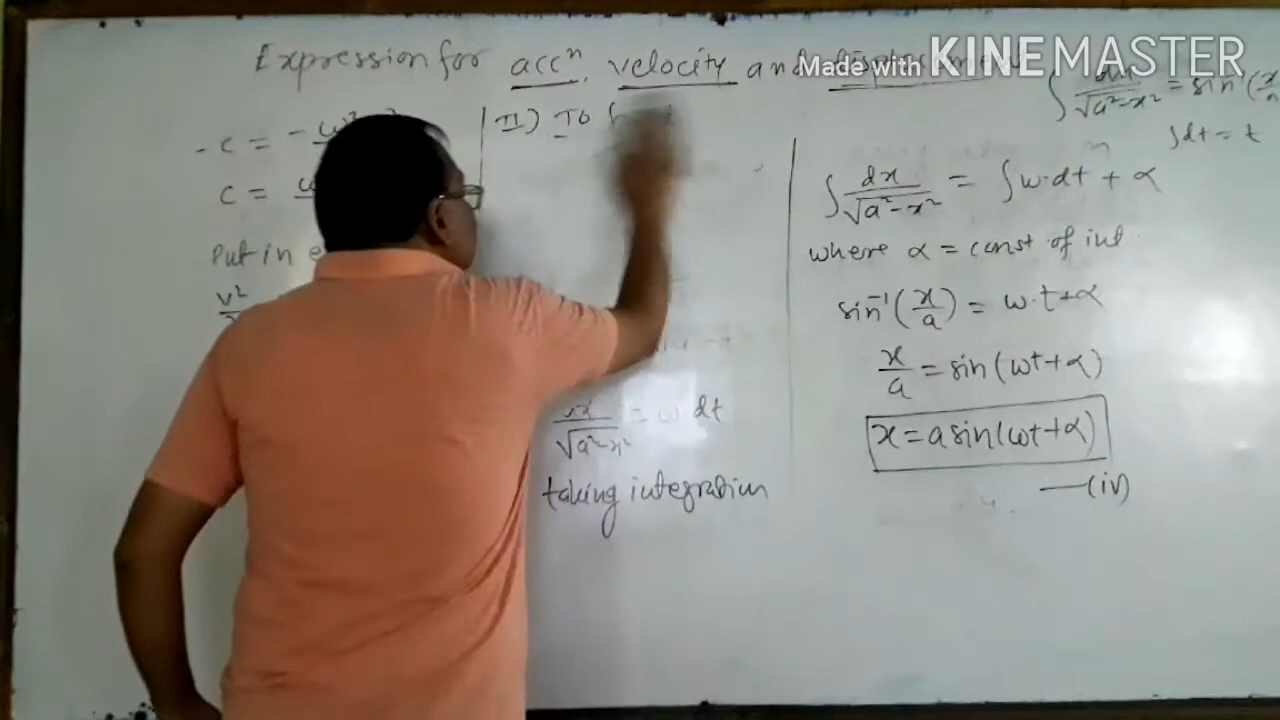 Expression for accⁿ, velocity and
Made with KINEMASTER
- c = - ω²
c =
Put in
v²
II) To
dx/√a²-x² = ω dt
taking integration
∫ dx/√a²-x² = sin⁻¹(x/a
∫dt = t
∫ dx/√a²-x² = ∫ω·dt + α
where α = const of int
sin⁻¹(x/a) = ω·t+α
x/a = sin(ωt+α)
x = a sin(ωt+α)
—(iv)